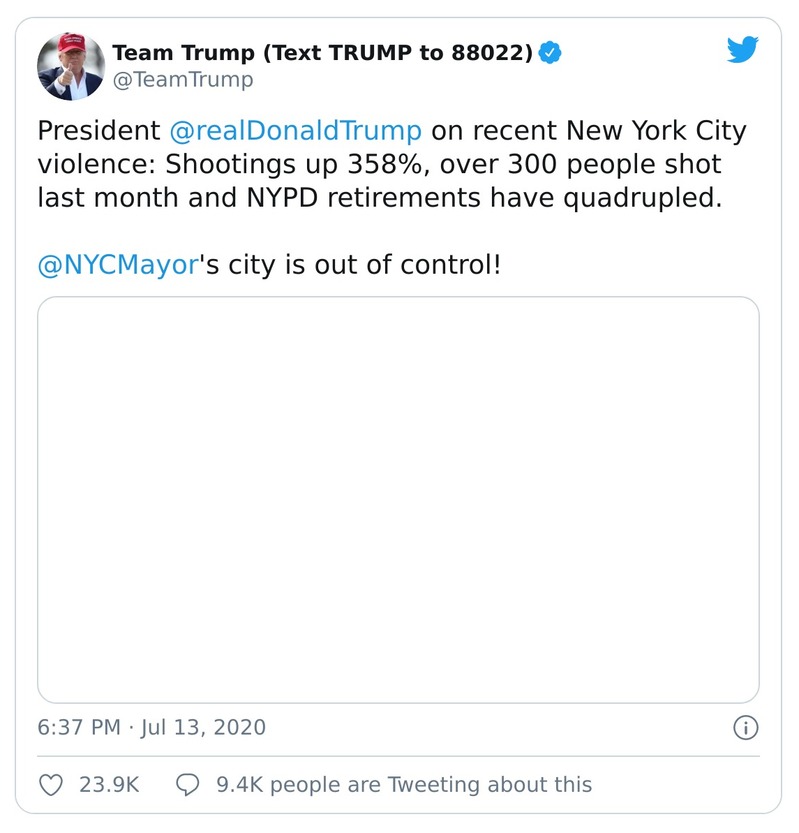 Team Trump (Text TRUMP to 88022)
@TeamTrump
President @realDonaldTrump on recent New York City
violence: Shootings up 358%, over 300 people shot
last month and NYPD retirements have quadrupled.
@NYCMayor's city is out of control!
6:37 PM · Jul 13, 2020
23.9K 9.4K people are Tweeting about this